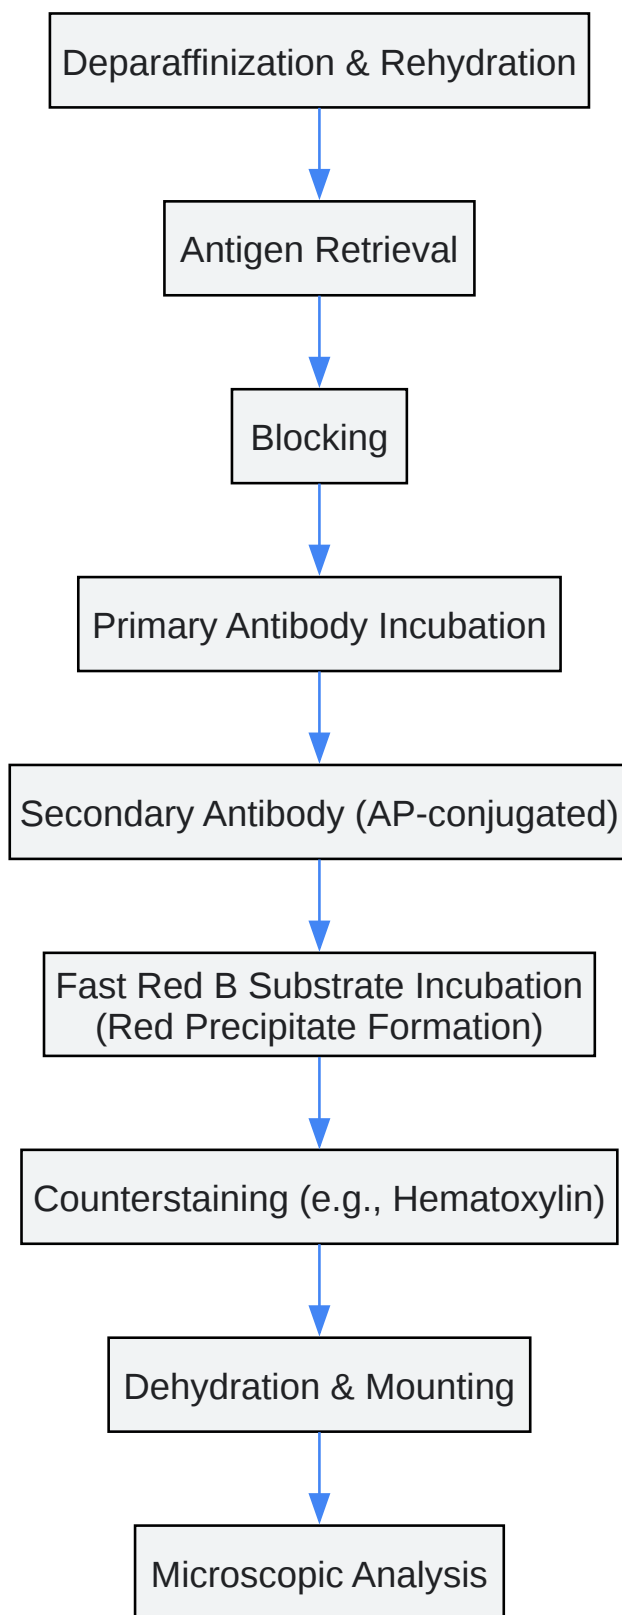 Deparaffinization & Rehydration
Antigen Retrieval
Blocking
Primary Antibody Incubation
Secondary Antibody (AP-conjugated)
Fast Red B Substrate Incubation
(Red Precipitate Formation)
Counterstaining (e.g., Hematoxylin)
Dehydration & Mounting
Microscopic Analysis